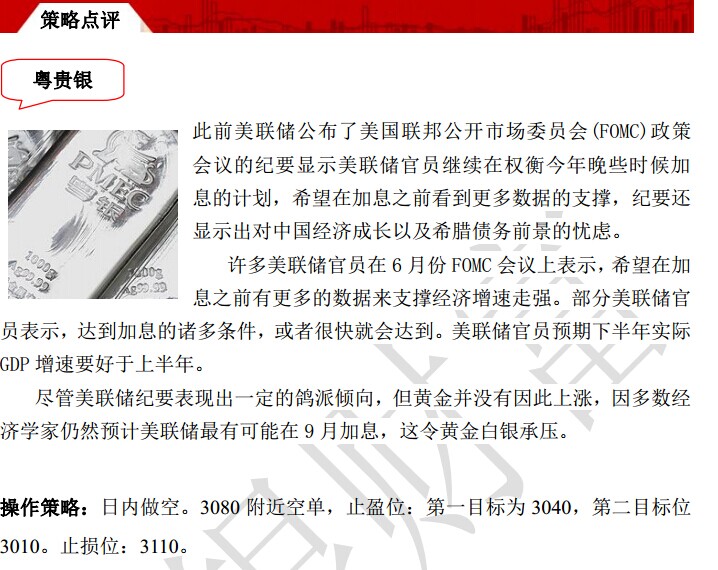 策略点评
粤贵银
此前美联储公布了美国联邦公开市场委员会(FOMC)政策
会议的纪要显示美联储官员继续在权衡今年晚些时候加
息的计划，希望在加息之前看到更多数据的支撑，纪要还
显示出对中国经济成长以及希腊债务前景的忧虑。
许多美联储官员在 6 月份 FOMC 会议上表示，希望在加
息之前有更多的数据来支撑经济增速走强。部分美联储官
员表示，达到加息的诸多条件，或者很快就会达到。美联储官员预期下半年实际
GDP 增速要好于上半年。
尽管美联储纪要表现出一定的鸽派倾向，但黄金并没有因此上涨，因多数经
济学家仍然预计美联储最有可能在 9 月加息，这令黄金白银承压。
操作策略：日内做空。3080 附近空单，止盈位：第一目标为 3040，第二目标位
3010。止损位：3110。
PMEC
粤银
1000g
Ag99.99
1000g
Ag99.99